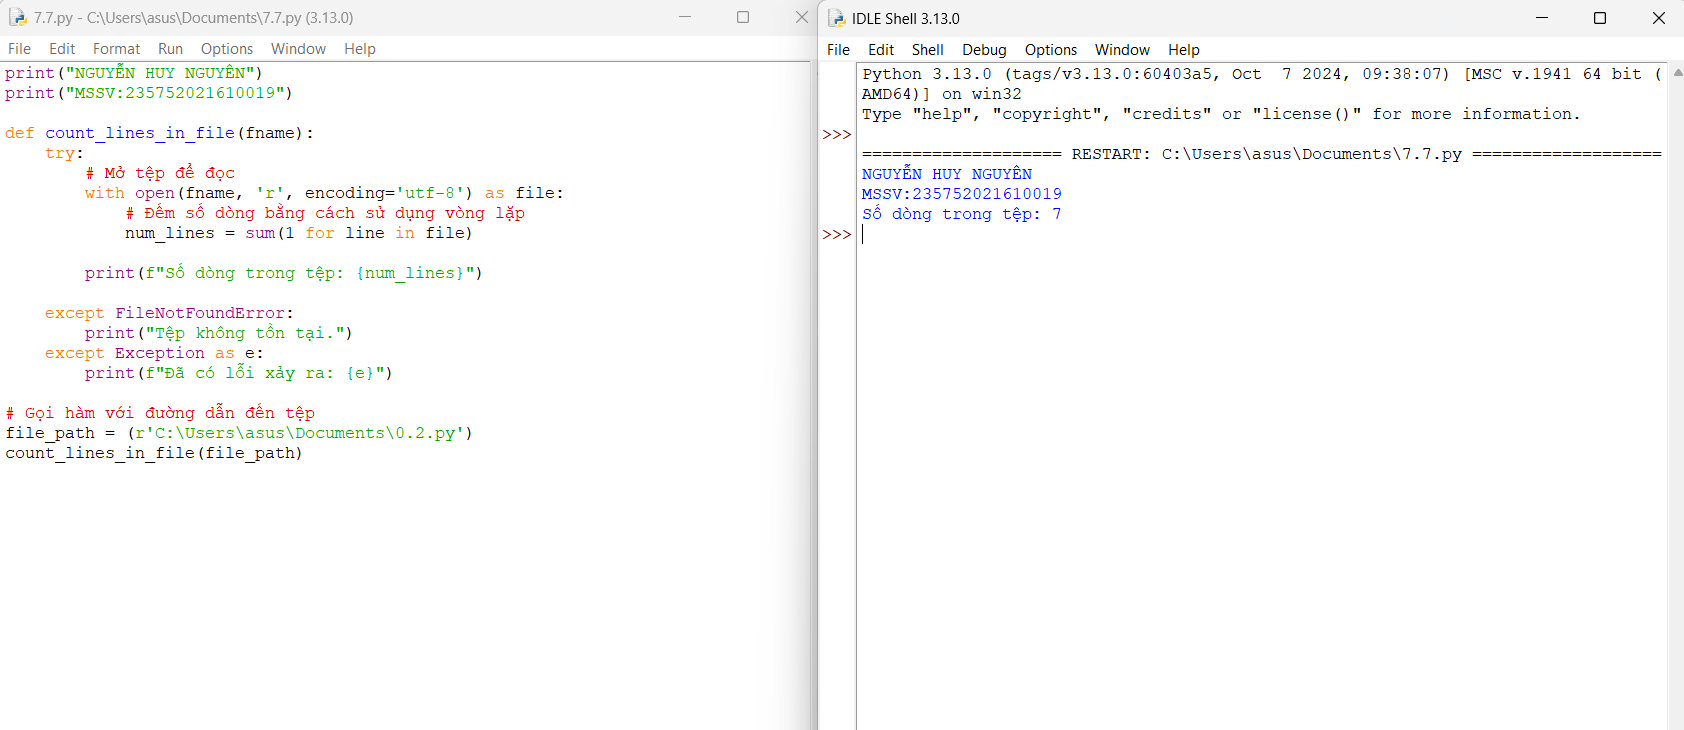 7.7.py - C:\Users\asus\Documents\7.7.py (3.13.0)
File Edit Format Run Options Window Help
print("NGUYỄN HUY NGUYÊN")
print("MSSV:235752021610019")
def count_lines_in_file(fname):
try:
# Mở tệp để đọc
with open(fname, 'r', encoding='utf-8') as file:
# Đếm số dòng bằng cách sử dụng vòng lặp
num_lines = sum(1 for line in file)
print(f"Số dòng trong tệp: {num_lines}")
except FileNotFoundError:
print("Tệp không tồn tại.")
except Exception as e:
print(f"Đã có lỗi xảy ra: {e}")
# Gọi hàm với đường dẫn đến tệp
file_path = (r'C:\Users\asus\Documents\0.2.py')
count_lines_in_file(file_path)
IDLE Shell 3.13.0
File Edit Shell Debug Options Window Help
Python 3.13.0 (tags/v3.13.0:60403a5, Oct  7 2024, 09:38:07) [MSC v.1941 64 bit (
AMD64)] on win32
Type "help", "copyright", "credits" or "license()" for more information.
>>>
==================== RESTART: C:\Users\asus\Documents\7.7.py ===================
NGUYỄN HUY NGUYÊN
MSSV:235752021610019
Số dòng trong tệp: 7
>>>